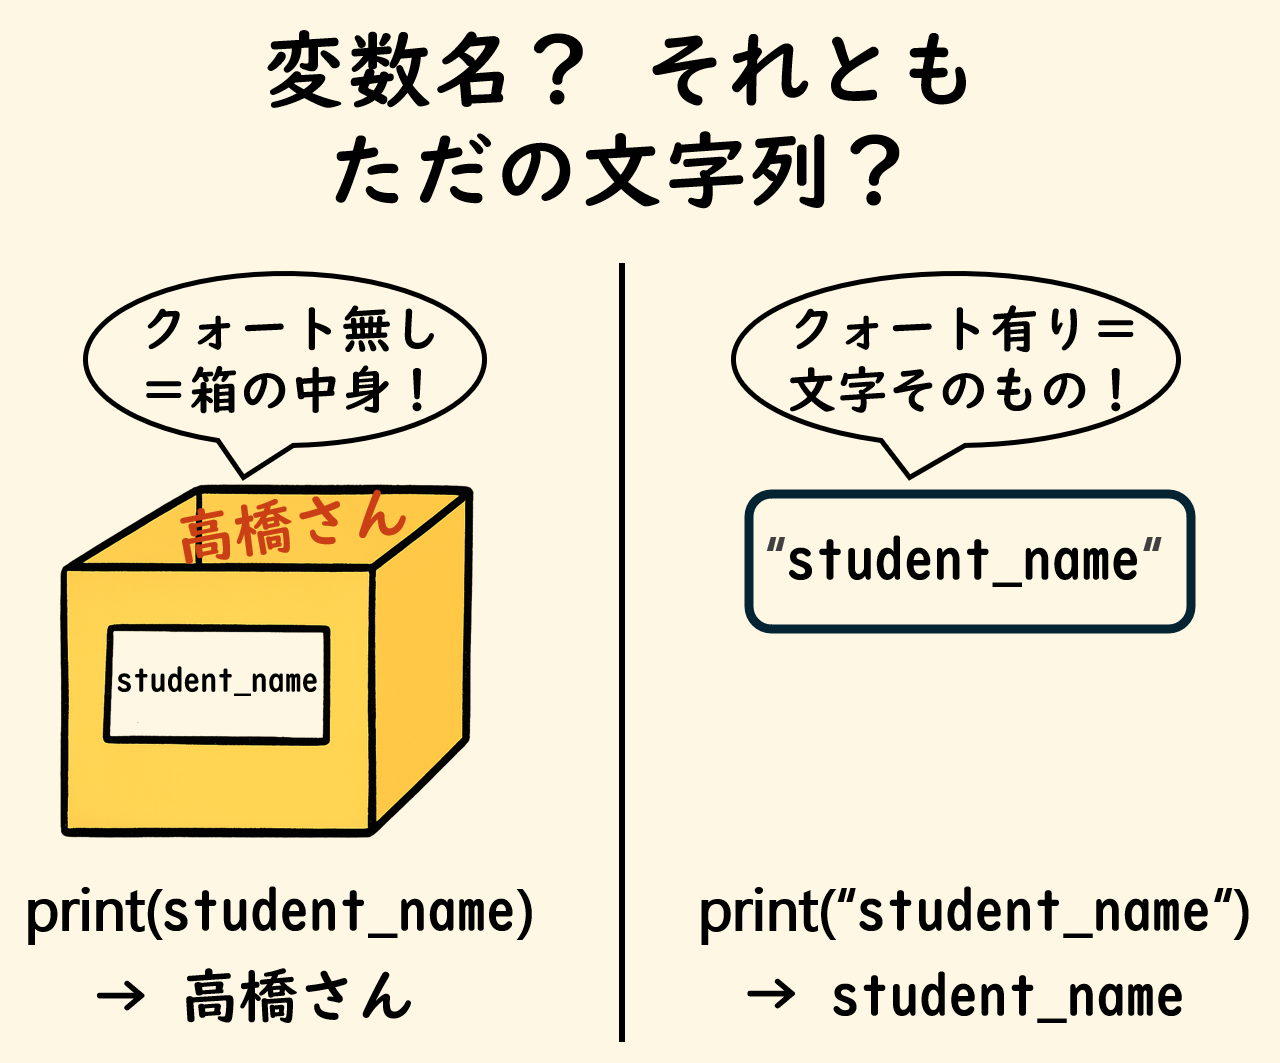 変数名？ それとも
ただの文字列？
クォート無し
＝箱の中身！
高橋さん
student_name
print(student_name)
→ 高橋さん
クォート有り＝
文字そのもの！
“student_name“
print(“student_name“)
→ student_name